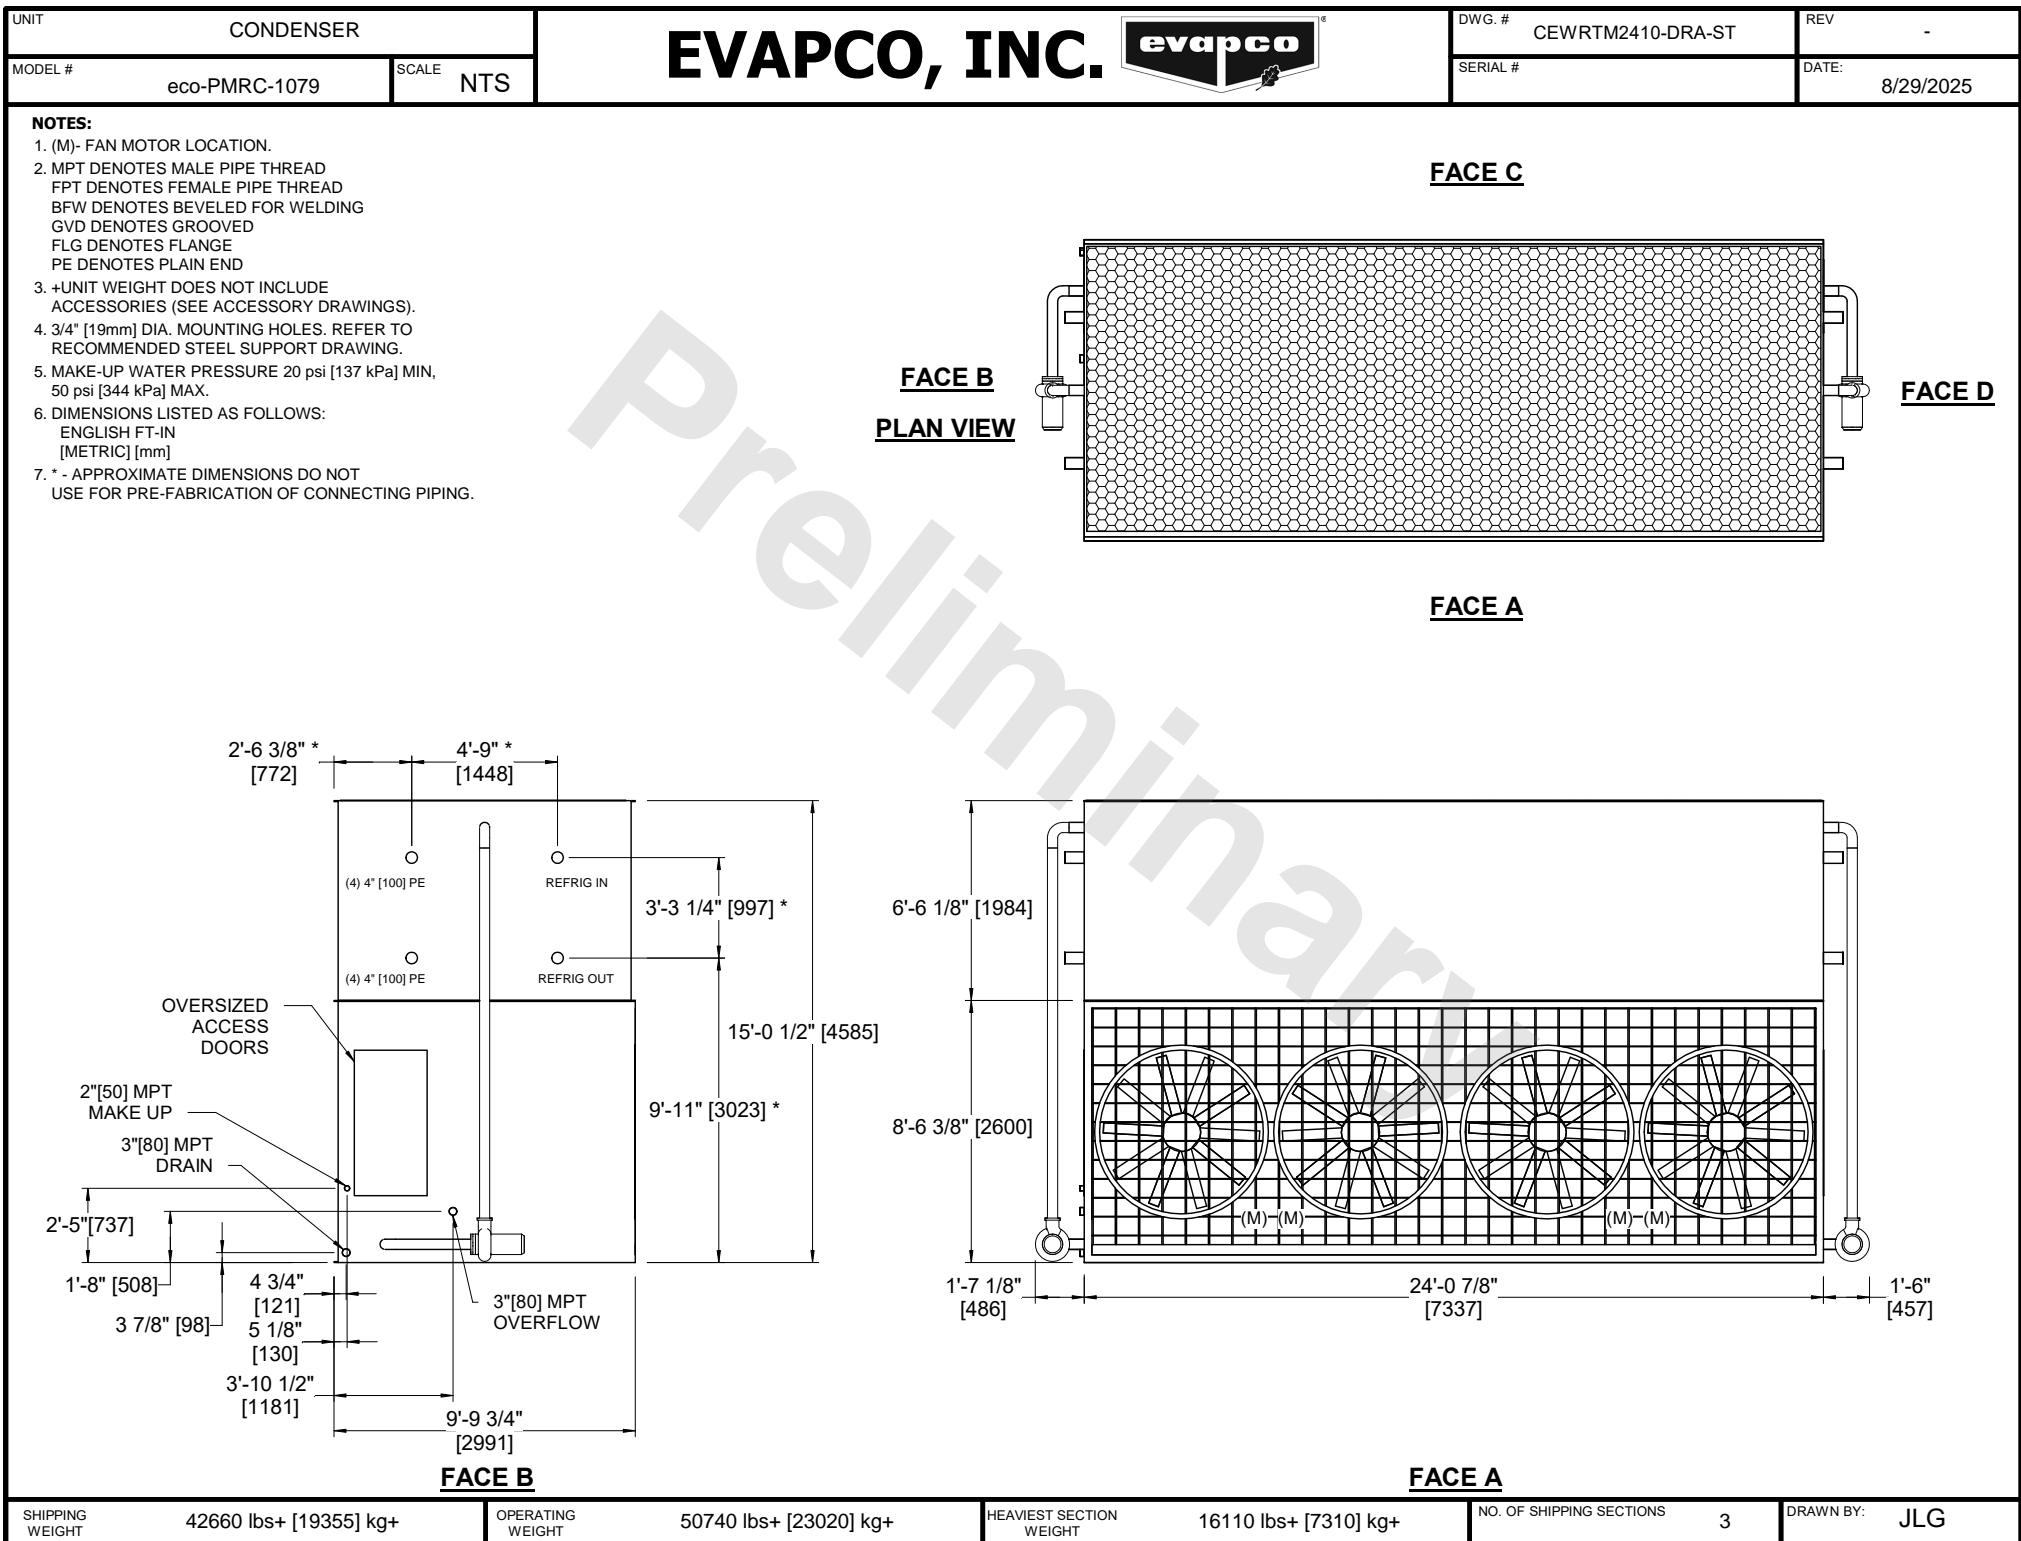 UNIT
CONDENSER
MODEL #
eco-PMRC-1079
SCALE
NTS
EVAPCO, INC.
evapco
®
DWG. #
CEWRTM2410-DRA-ST
REV
-
SERIAL #
DATE:
8/29/2025
NOTES:
1. (M)- FAN MOTOR LOCATION.
2. MPT DENOTES MALE PIPE THREAD
FPT DENOTES FEMALE PIPE THREAD
BFW DENOTES BEVELED FOR WELDING
GVD DENOTES GROOVED
FLG DENOTES FLANGE
PE DENOTES PLAIN END
3. +UNIT WEIGHT DOES NOT INCLUDE
ACCESSORIES (SEE ACCESSORY DRAWINGS).
4. 3/4" [19mm] DIA. MOUNTING HOLES. REFER TO
RECOMMENDED STEEL SUPPORT DRAWING.
5. MAKE-UP WATER PRESSURE 20 psi [137 kPa] MIN,
50 psi [344 kPa] MAX.
6. DIMENSIONS LISTED AS FOLLOWS:
ENGLISH FT-IN
[METRIC] [mm]
7. * - APPROXIMATE DIMENSIONS DO NOT
USE FOR PRE-FABRICATION OF CONNECTING PIPING.
FACE C
FACE B
PLAN VIEW
FACE D
FACE A
Preliminary
2'-6 3/8" *
[772]
4'-9" *
[1448]
(4) 4" [100] PE
REFRIG IN
3'-3 1/4" [997] *
(4) 4" [100] PE
REFRIG OUT
OVERSIZED
ACCESS
DOORS
15'-0 1/2" [4585]
2"[50] MPT
MAKE UP
9'-11" [3023] *
3"[80] MPT
DRAIN
2'-5"[737]
1'-8" [508]
3 7/8" [98]
4 3/4"
[121]
5 1/8"
[130]
3"[80] MPT
OVERFLOW
3'-10 1/2"
[1181]
9'-9 3/4"
[2991]
FACE B
6'-6 1/8" [1984]
8'-6 3/8" [2600]
(M) (M)
(M) (M)
1'-7 1/8"
[486]
24'-0 7/8"
[7337]
1'-6"
[457]
FACE A
SHIPPING
WEIGHT
42660 lbs+ [19355] kg+
OPERATING
WEIGHT
50740 lbs+ [23020] kg+
HEAVIEST SECTION
WEIGHT
16110 lbs+ [7310] kg+
NO. OF SHIPPING SECTIONS
3
DRAWN BY:
JLG